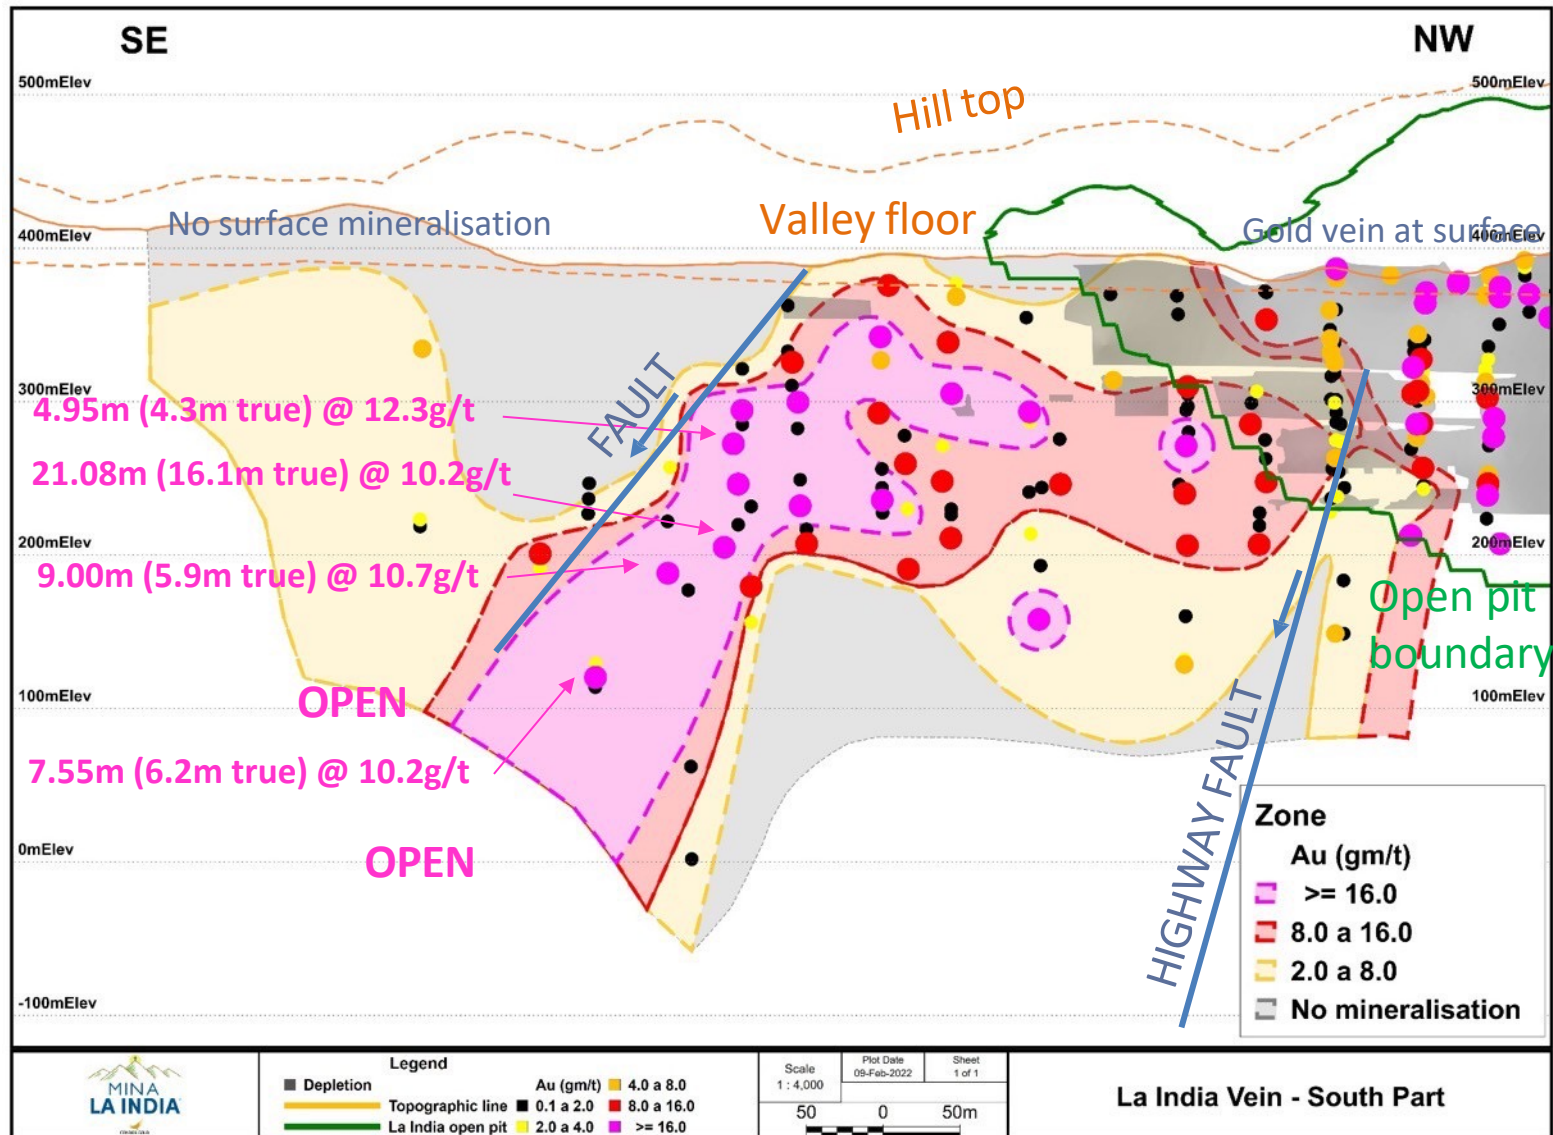 SE
NW
500mElev
500mElev
Hill top
No surface mineralisation
Valley floor
Gold vein at surface
400mElev
400mElev
FAULT
300mElev
300mElev
4.95m (4.3m true) @ 12.3g/t
21.08m (16.1m true) @ 10.2g/t
200mElev
200mElev
9.00m (5.9m true) @ 10.7g/t
Open pit
boundary
OPEN
100mElev
100mElev
7.55m (6.2m true) @ 10.2g/t
HIGHWAY FAULT
OPEN
0mElev
-100mElev
Zone
Au (gm/t)
>= 16.0
8.0 a 16.0
2.0 a 8.0
No mineralisation
MINA
LA INDIA
Legend
Depletion
Topographic line
La India open pit
Au (gm/t)
0.1 a 2.0
2.0 a 4.0
4.0 a 8.0
8.0 a 16.0
>= 16.0
Scale
1 : 4,000
Plot Date
09-Feb-2022
Sheet
1 of 1
50 0 50m
La India Vein - South Part